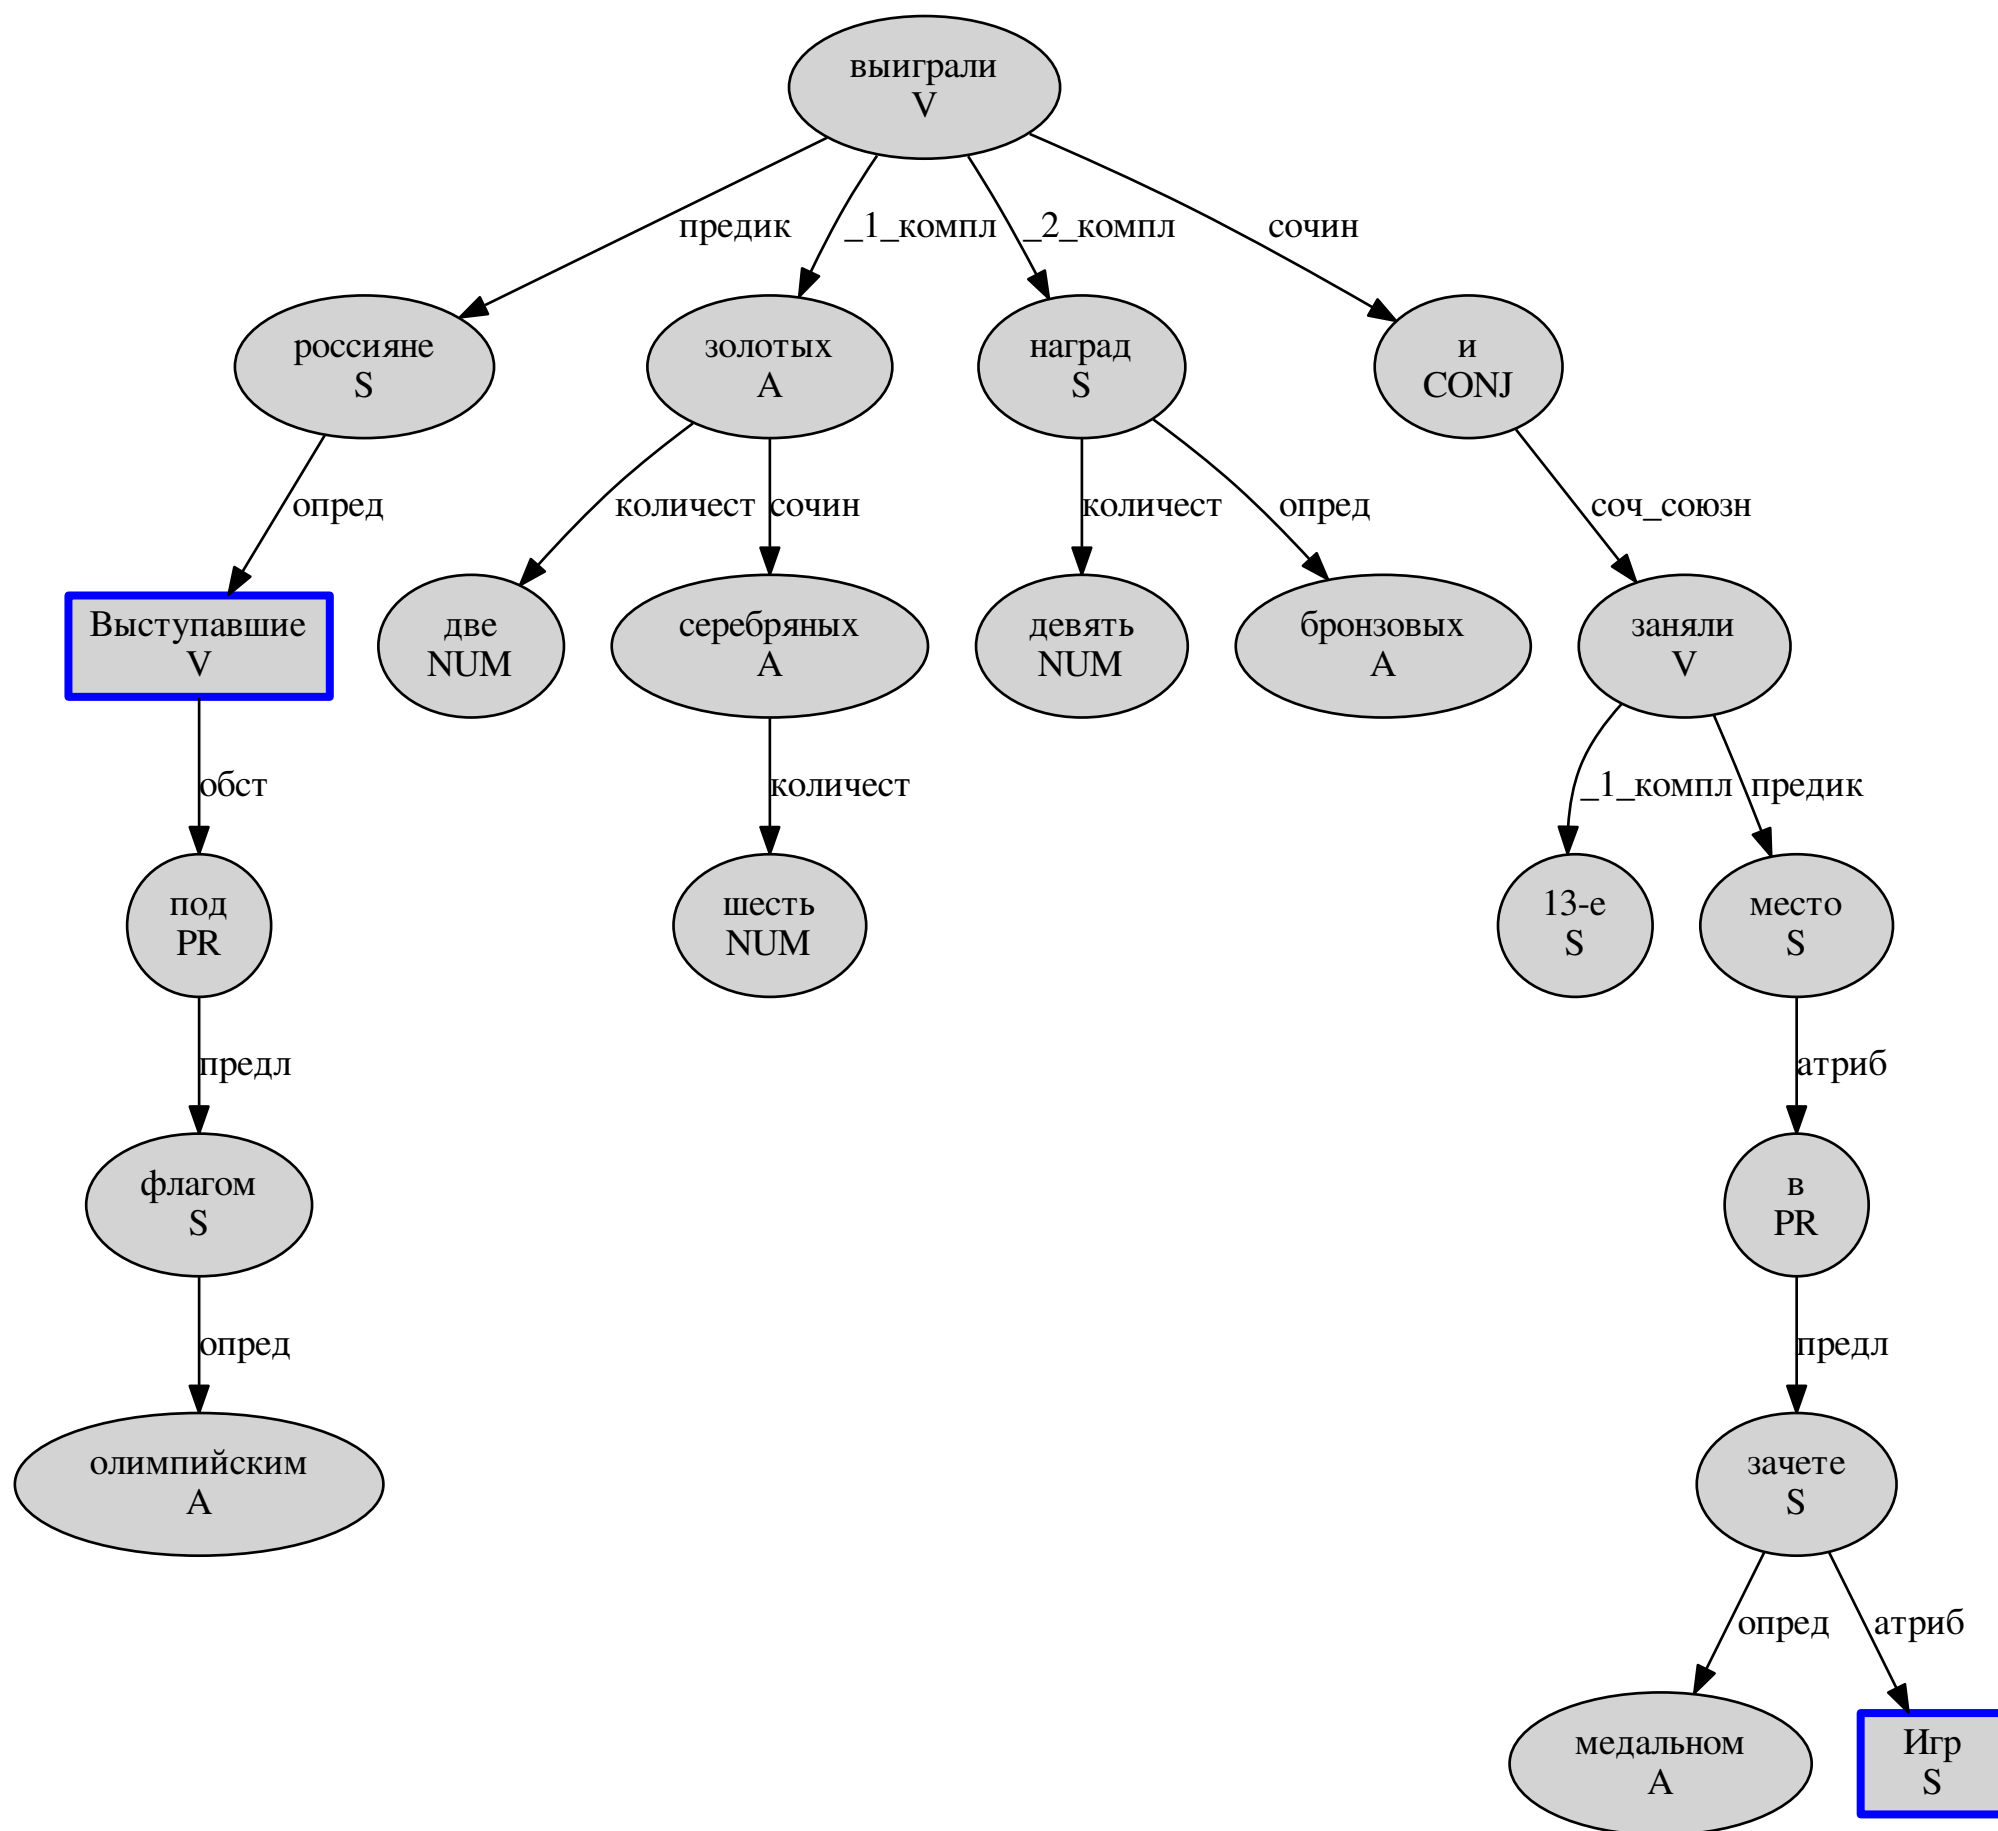 выиграли
V
предик
_1_компл
_2_компл
сочин
россияне
S
золотых
A
наград
S
и
CONJ
опред
количест
сочин
количест
опред
соч_союзн
Выступавшие
V
две
NUM
серебряных
A
девять
NUM
бронзовых
A
заняли
V
обст
количест
_1_компл
предик
под
PR
шесть
NUM
13-е
S
место
S
предл
атриб
флагом
S
в
PR
опред
предл
олимпийским
A
зачете
S
опред
атриб
медальном
A
Игр
S